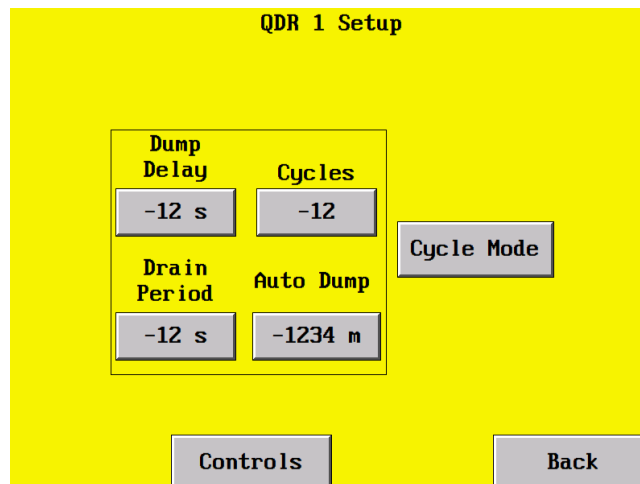 QDR 1 Setup
Dump
Delay
Cycles
-12 s
-12
Cycle Mode
Drain
Period
Auto Dump
-12 s
-1234 m
Controls
Back